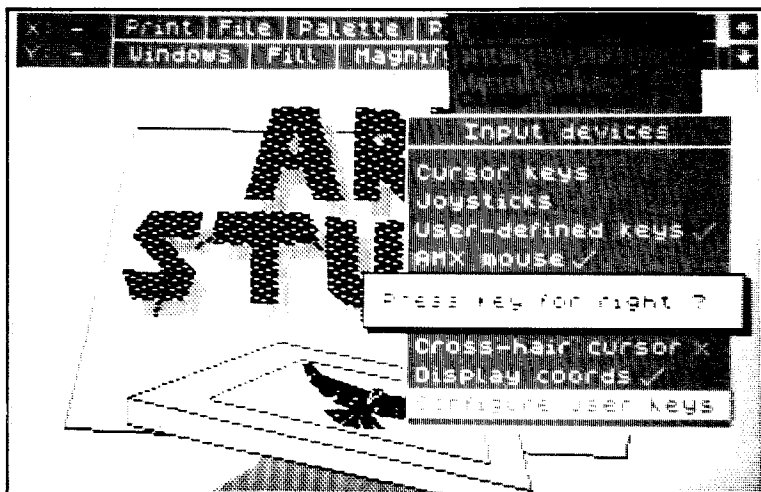 X: - Print File Palette P
Y: - Windows Fill Magnif
AR
STU
Input devices
Cursor keys
Joysticks
User-defined keys ✓
AMX mouse ✓
Press key for right ?
Cross-hair cursor x
Display coords ✓
Configure user keys